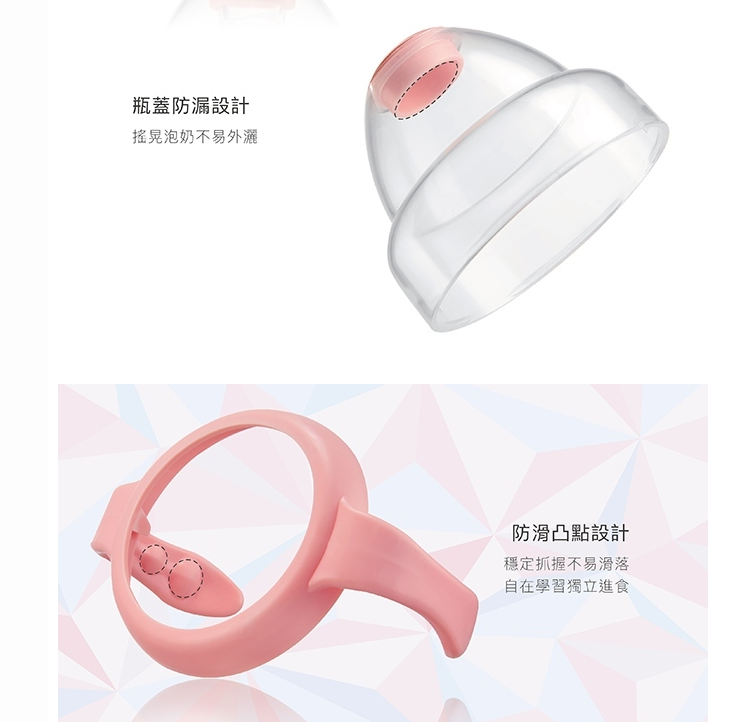 瓶蓋防漏設計
搖晃泡奶不易外灑
防滑凸點設計
穩定抓握不易滑落
自在學習獨立進食